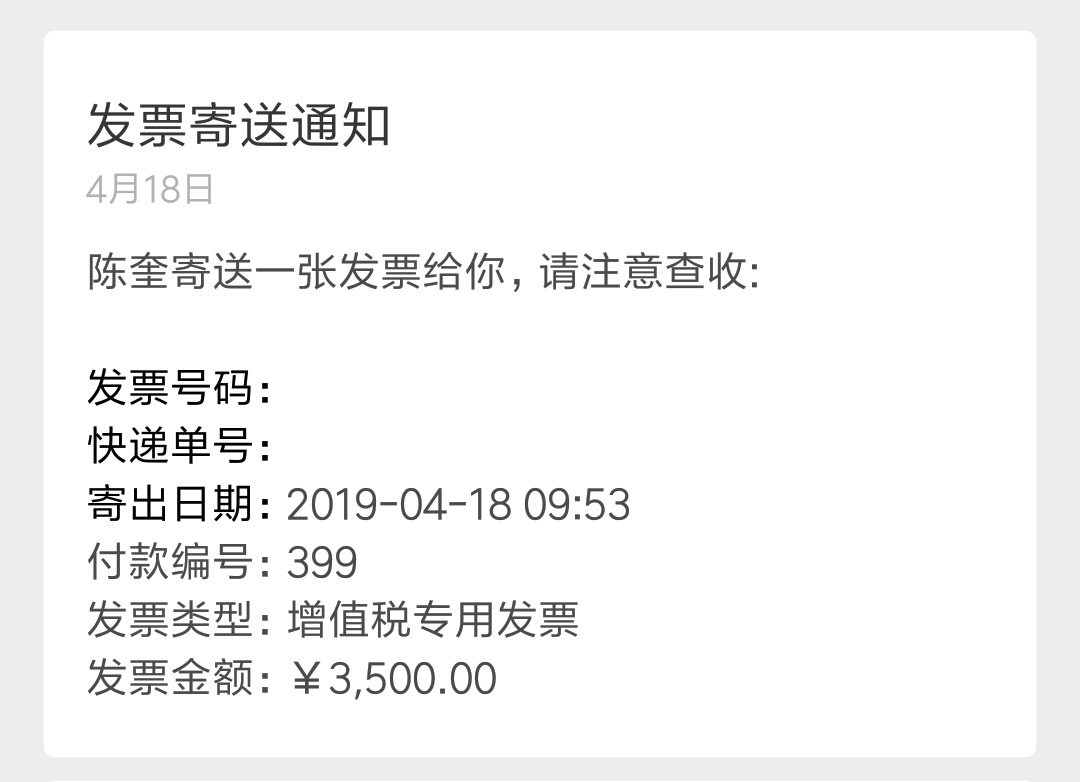 发票寄送通知
4月18日
陈奎寄送一张发票给你，请注意查收:
发票号码：
快递单号：
寄出日期：2019-04-18 09:53
付款编号：399
发票类型：增值税专用发票
发票金额：￥3,500.00